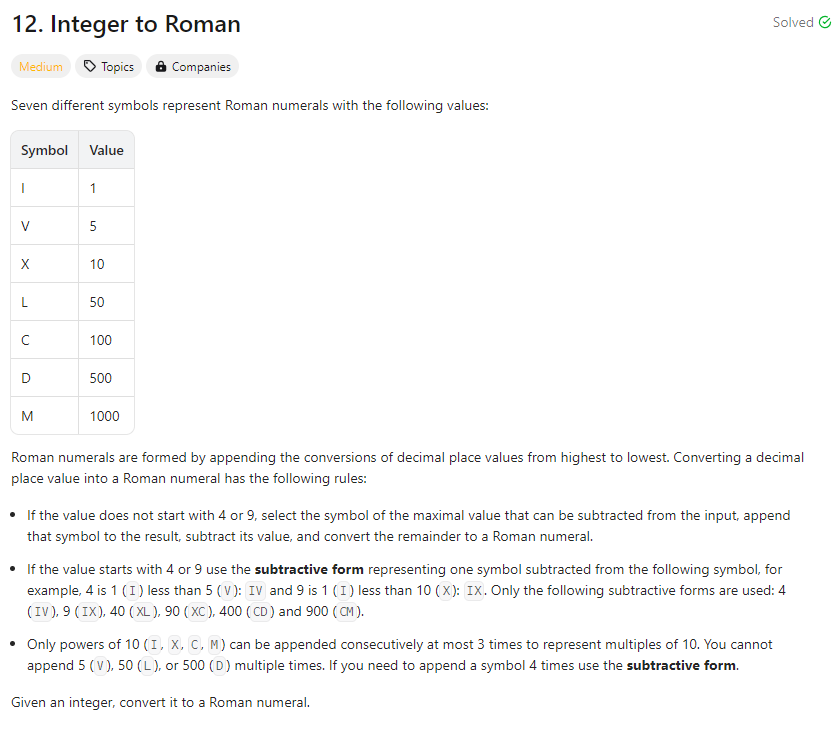 12. Integer to Roman
Solved
Medium
Topics
Companies
Seven different symbols represent Roman numerals with the following values:
Symbol Value
I 1
V 5
X 10
L 50
C 100
D 500
M 1000
Roman numerals are formed by appending the conversions of decimal place values from highest to lowest. Converting a decimal
place value into a Roman numeral has the following rules:
• If the value does not start with 4 or 9, select the symbol of the maximal value that can be subtracted from the input, append
that symbol to the result, subtract its value, and convert the remainder to a Roman numeral.
• If the value starts with 4 or 9 use the subtractive form representing one symbol subtracted from the following symbol, for
example, 4 is 1 (I) less than 5 (V): IV and 9 is 1 (I) less than 10 (X): IX. Only the following subtractive forms are used: 4
(IV), 9 (IX), 40 (XL), 90 (XC), 400 (CD) and 900 (CM).
• Only powers of 10 (I, X, C, M) can be appended consecutively at most 3 times to represent multiples of 10. You cannot
append 5 (V), 50 (L), or 500 (D) multiple times. If you need to append a symbol 4 times use the subtractive form.
Given an integer, convert it to a Roman numeral.